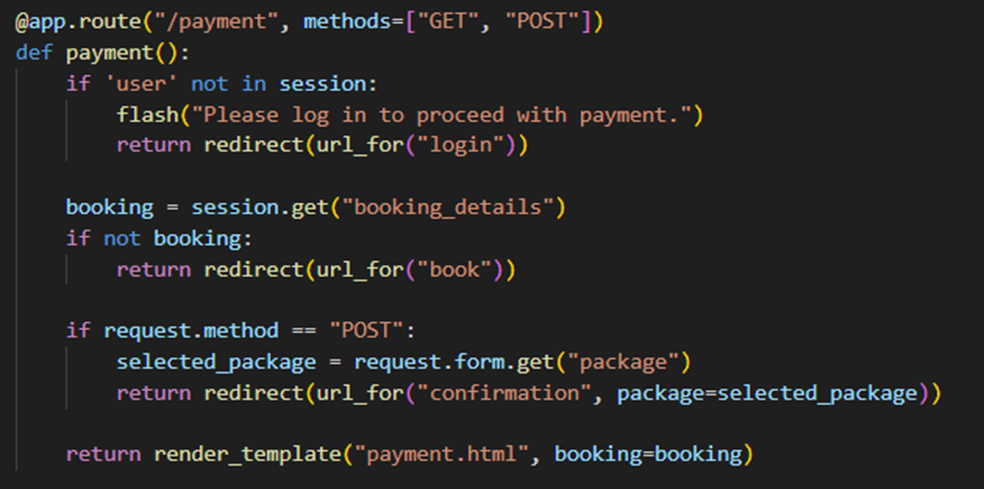 @app.route("/payment", methods=["GET", "POST"])
def payment():
    if 'user' not in session:
        flash("Please log in to proceed with payment.")
        return redirect(url_for("login"))

    booking = session.get("booking_details")
    if not booking:
        return redirect(url_for("book"))

    if request.method == "POST":
        selected_package = request.form.get("package")
        return redirect(url_for("confirmation", package=selected_package))

    return render_template("payment.html", booking=booking)